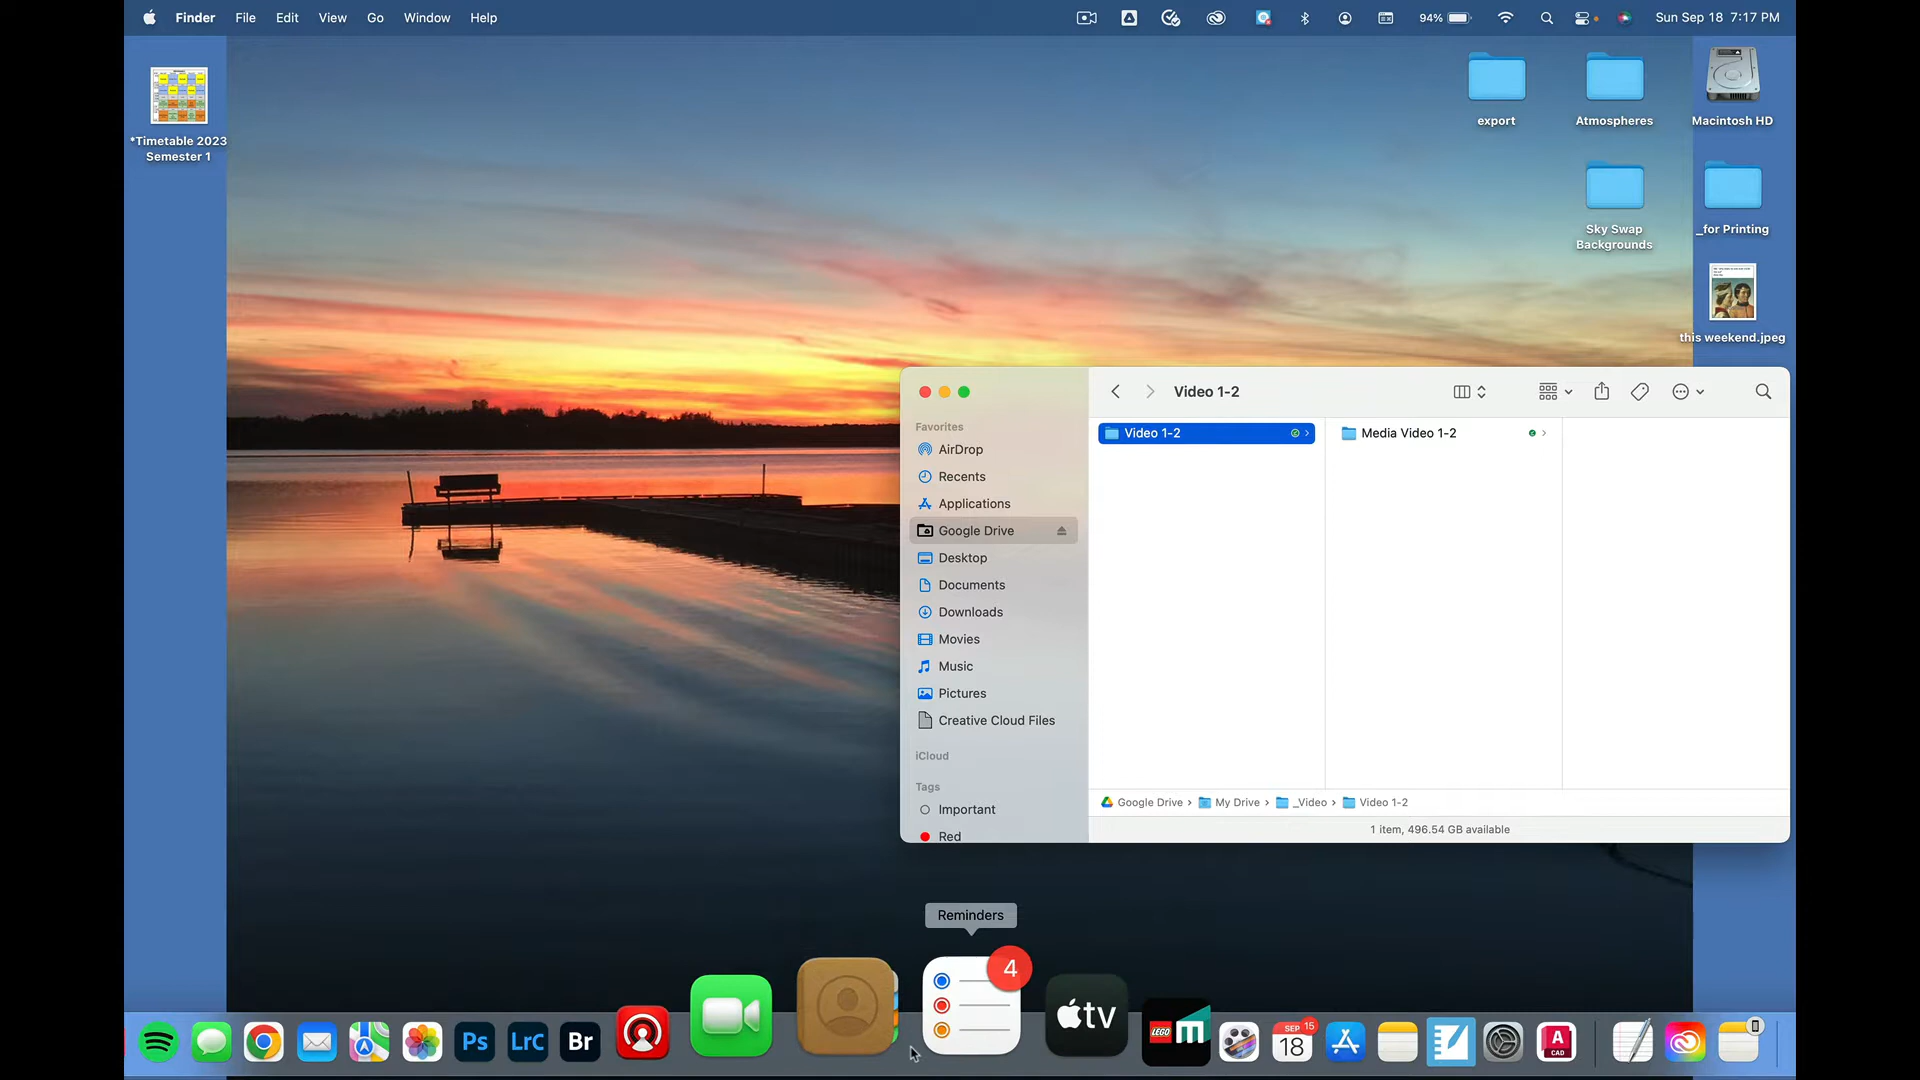 Finder File Edit View Go Window Help
94%
Sun Sep 18 7:17 PM
*Timetable 2023
Semester 1
export
Atmospheres
Macintosh HD
Sky Swap
Backgrounds
_for Printing
this weekend.jpeg
Video 1-2
Favorites
AirDrop
Recents
Applications
Google Drive
Desktop
Documents
Downloads
Movies
Music
Pictures
Creative Cloud Files
iCloud
Tags
Important
Red
Video 1-2
Media Video 1-2
Google Drive My Drive _Video Video 1-2
1 item, 496.54 GB available
Reminders
4
Ps
LrC
Br
tv
LEGO
M
SEP 15
18
CAD